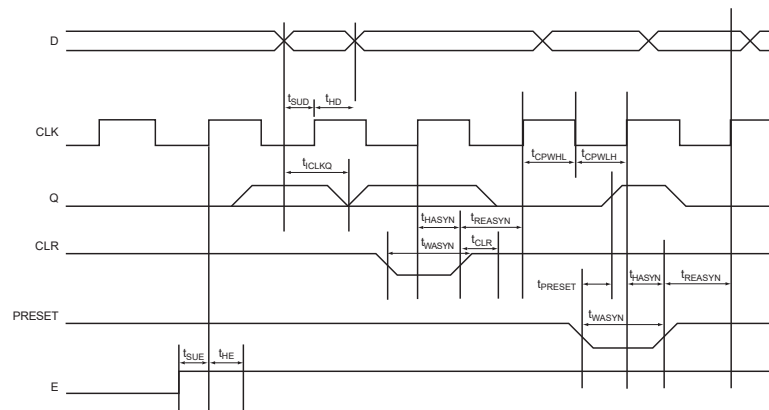 D
tSUD tHD
CLK
tCPWHL tCPWLH
tICLKQ
Q
tHASYN tREASYN
tWASYN tCLR
CLR
tHASYN tREASYN
tPRESET
PRESET
tWASYN
tSUE tHE
E